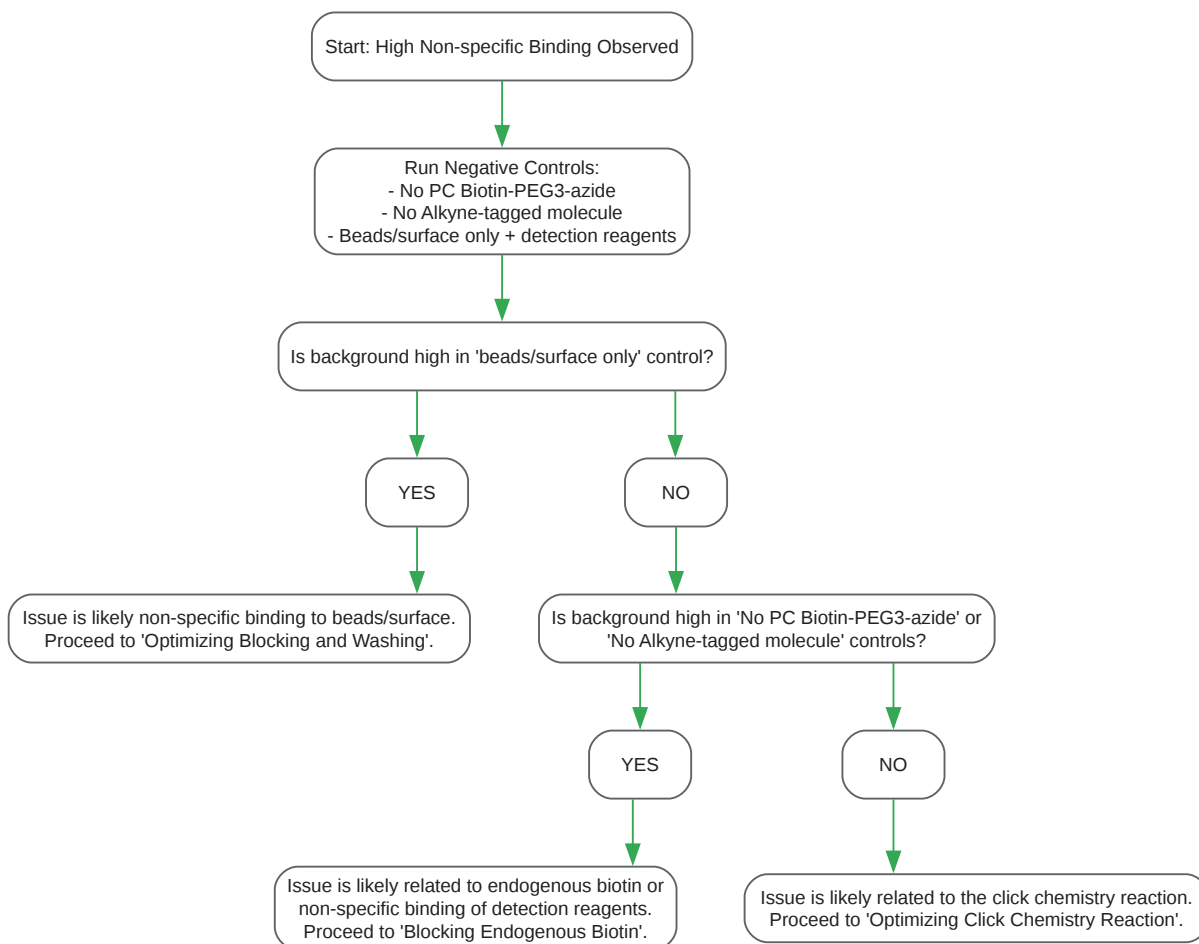 Start: High Non-specific Binding Observed
Run Negative Controls:
- No PC Biotin-PEG3-azide
- No Alkyne-tagged molecule
- Beads/surface only + detection reagents
Is background high in 'beads/surface only' control?
YES
NO
Issue is likely non-specific binding to beads/surface.
Proceed to 'Optimizing Blocking and Washing'.
Is background high in 'No PC Biotin-PEG3-azide' or
'No Alkyne-tagged molecule' controls?
YES
NO
Issue is likely related to endogenous biotin or
non-specific binding of detection reagents.
Proceed to 'Blocking Endogenous Biotin'.
Issue is likely related to the click chemistry reaction.
Proceed to 'Optimizing Click Chemistry Reaction'.